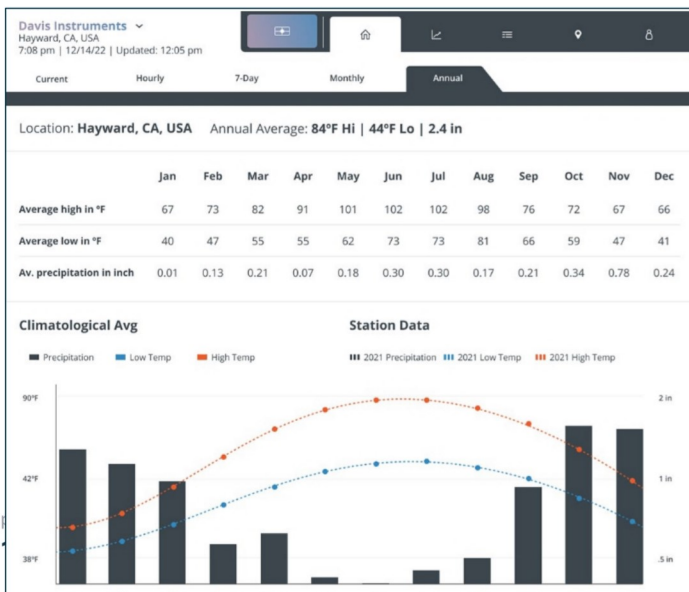 Davis Instruments
Hayward, CA, USA
7:08 pm | 12/14/22 | Updated: 12:05 pm
Current Hourly 7-Day Monthly Annual
Location: Hayward, CA, USA Annual Average: 84°F Hi | 44°F Lo | 2.4 in
Jan Feb Mar Apr May Jun Jul Aug Sep Oct Nov Dec
Average high in °F 67 73 82 91 101 102 102 98 76 72 67 66
Average low in °F 40 47 55 55 62 73 73 81 66 59 47 41
Av. precipitation in inch 0.01 0.13 0.21 0.07 0.18 0.30 0.30 0.17 0.21 0.34 0.78 0.24
Climatological Avg Station Data
Precipitation Low Temp High Temp 2021 Precipitation 2021 Low Temp 2021 High Temp
90°F 2 in
42°F 1 in
38°F .5 in